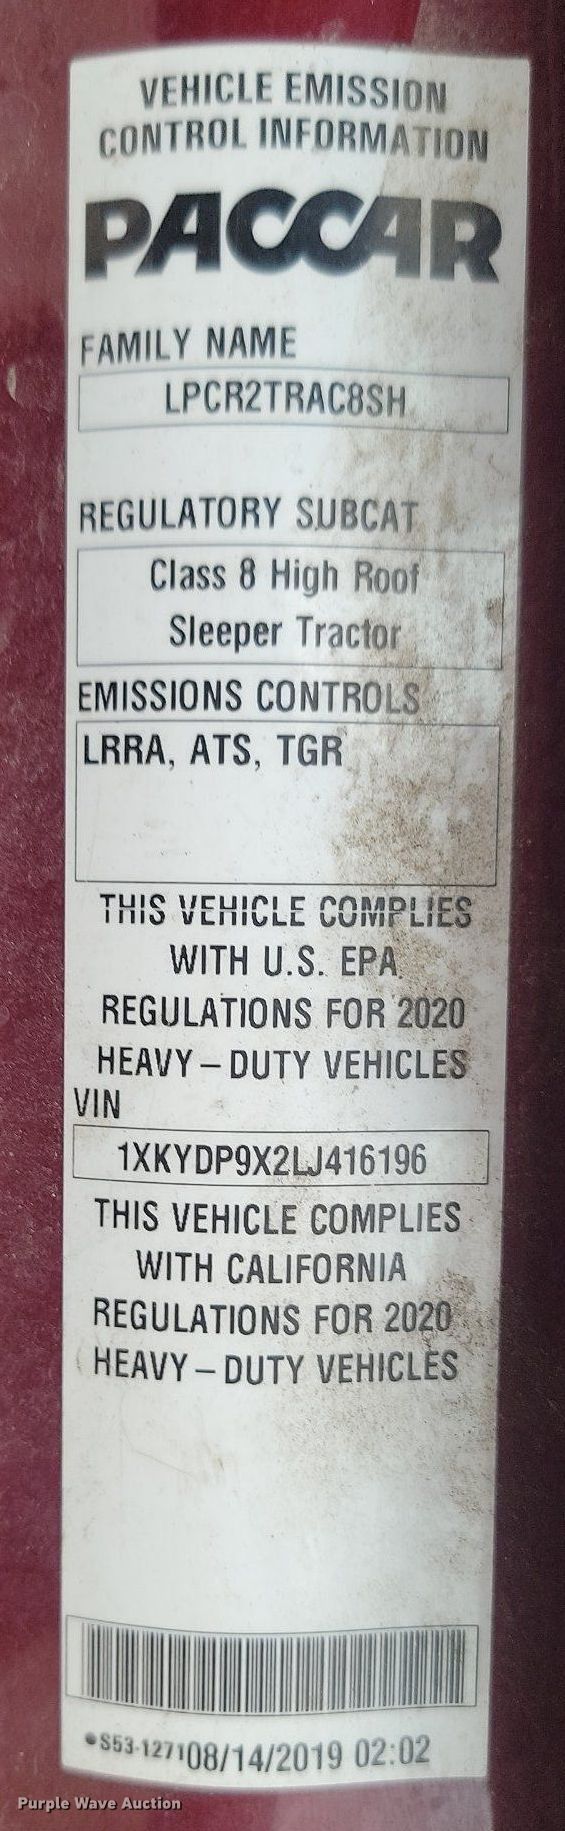 VEHICLE EMISSION
CONTROL INFORMATION
PACCAR
FAMILY NAME
LPCR2TRAC8SH
REGULATORY SUBCAT
Class 8 High Roof
Sleeper Tractor
EMISSIONS CONTROLS
LRRA, ATS, TGR
THIS VEHICLE COMPLIES
WITH U.S. EPA
REGULATIONS FOR 2020
HEAVY–DUTY VEHICLES
VIN
1XKYDP9X2LJ416196
THIS VEHICLE COMPLIES
WITH CALIFORNIA
REGULATIONS FOR 2020
HEAVY–DUTY VEHICLES
•S53-1271 08/14/2019 02:02
Purple Wave Auction